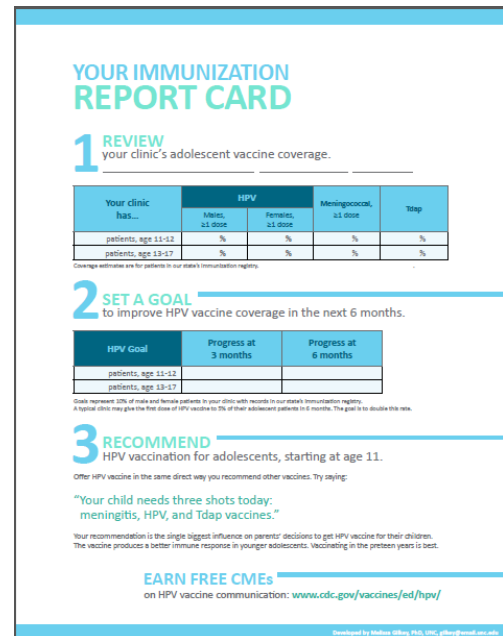 YOUR IMMUNIZATION
REPORT CARD
1 REVIEW
your clinic's adolescent vaccine coverage.
Your clinic has... HPV Meningococcal, ≥1 dose Tdap
Males, ≥1 dose Females, ≥1 dose
patients, age 11-12 % % % %
patients, age 13-17 % % % %
Coverage estimates are for patients in our state's immunization registry.
2 SET A GOAL
to improve HPV vaccine coverage in the next 6 months.
HPV Goal Progress at 3 months Progress at 6 months
patients, age 11-12
patients, age 13-17
Goals represent 10% of male and female patients in your clinic with records in our state's immunization registry.
A typical clinic may give the first dose of HPV vaccine to 5% of their adolescent patients in 6 months. The goal is to double this rate.
3 RECOMMEND
HPV vaccination for adolescents, starting at age 11.
Offer HPV vaccine in the same direct way you recommend other vaccines. Try saying:
"Your child needs three shots today:
meningitis, HPV, and Tdap vaccines."
Your recommendation is the single biggest influence on parents' decisions to get HPV vaccine for their children.
The vaccine produces a better immune response in younger adolescents. Vaccinating in the preteen years is best.
EARN FREE CMEs
on HPV vaccine communication: www.cdc.gov/vaccines/ed/hpv/
Developed by Melissa Gilkey, PhD, UNC, gilkey@email.unc.edu